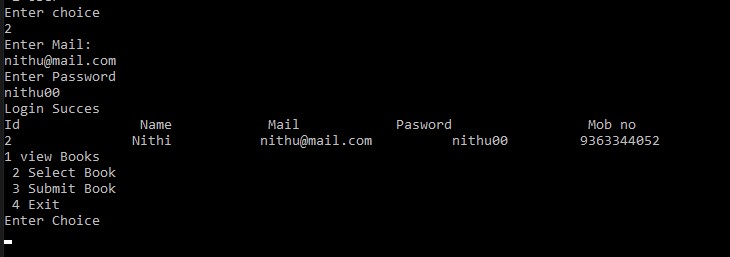 Enter choice
2
Enter Mail:
nithu@mail.com
Enter Password
nithu00
Login Succes
Id Name Mail Pasword Mob no
2 Nithi nithu@mail.com nithu00 9363344052
1 view Books
2 Select Book
3 Submit Book
4 Exit
Enter Choice